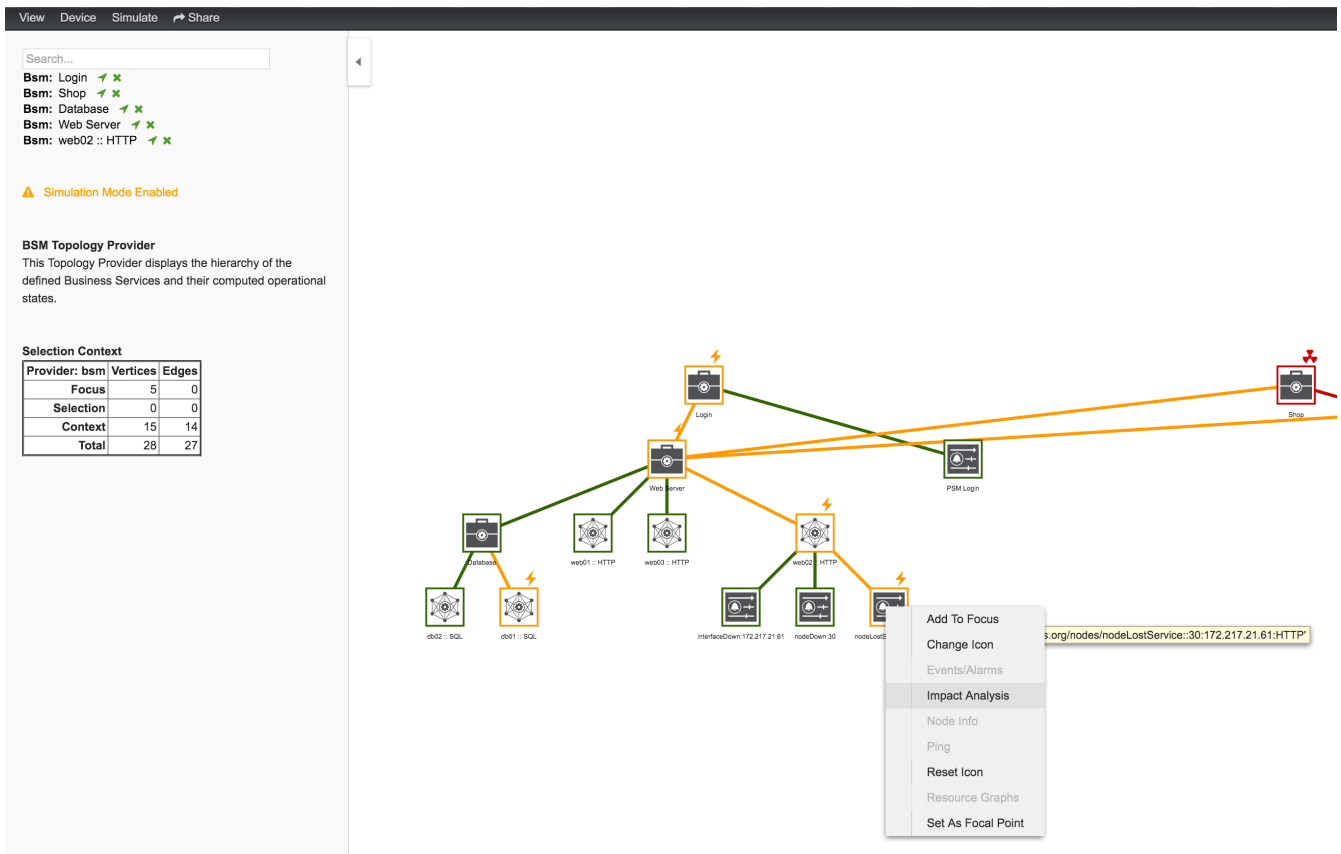 View Device Simulate Share
Search...
Bsm: Login
Bsm: Shop
Bsm: Database
Bsm: Web Server
Bsm: web02 :: HTTP
Simulation Mode Enabled
BSM Topology Provider
This Topology Provider displays the hierarchy of the
defined Business Services and their computed operational
states.
Selection Context
Provider: bsm Vertices Edges
Focus 5 0
Selection 0 0
Context 15 14
Total 28 27
Login
Shop
Web Server
PSM Login
Database
web01 :: HTTP
web03 :: HTTP
web02 :: HTTP
db02 :: SQL
db01 :: SQL
interfaceDown:172.217.21.61
nodeDown:30
nodeLostS
s.org/nodes/nodeLostService::30:172.217.21.61:HTTP'
Add To Focus
Change Icon
Events/Alarms
Impact Analysis
Node Info
Ping
Reset Icon
Resource Graphs
Set As Focal Point